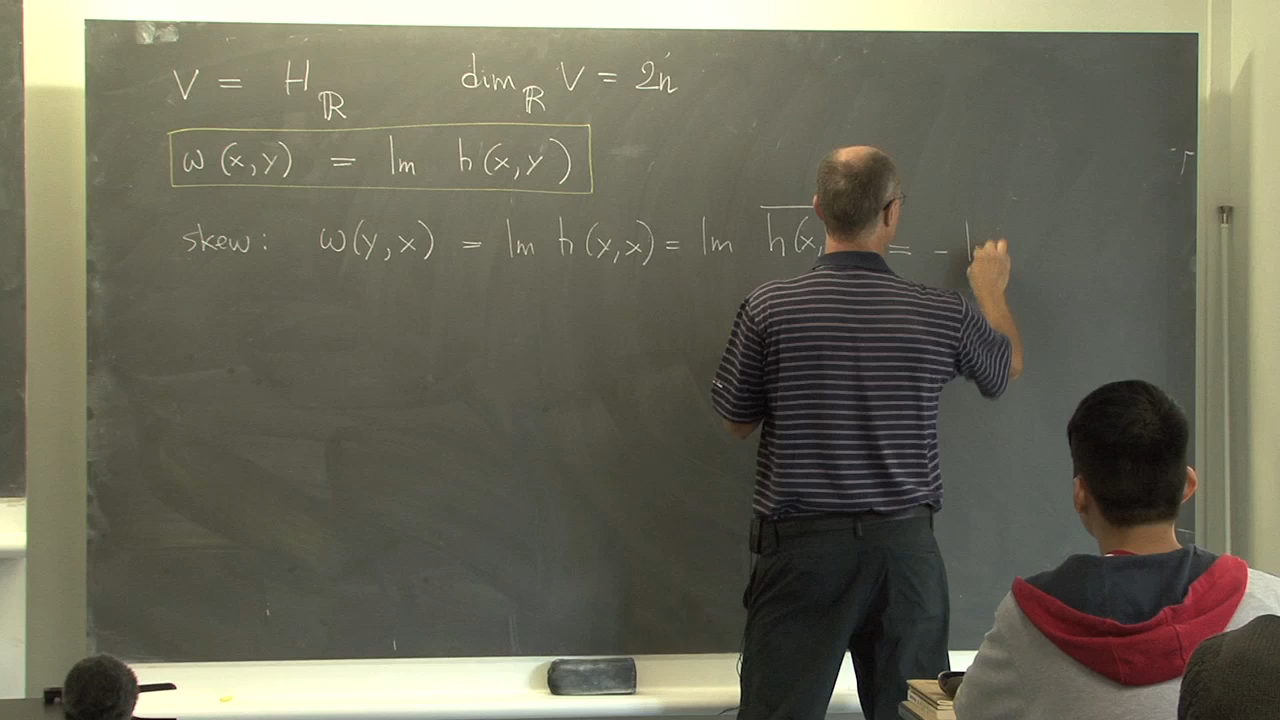 V = H_ℝ dim_ℝ V = 2n
ω(x,y) = Im h(x,y)
skew: ω(y,x) = Im h(y,x) = Im h(x, = -